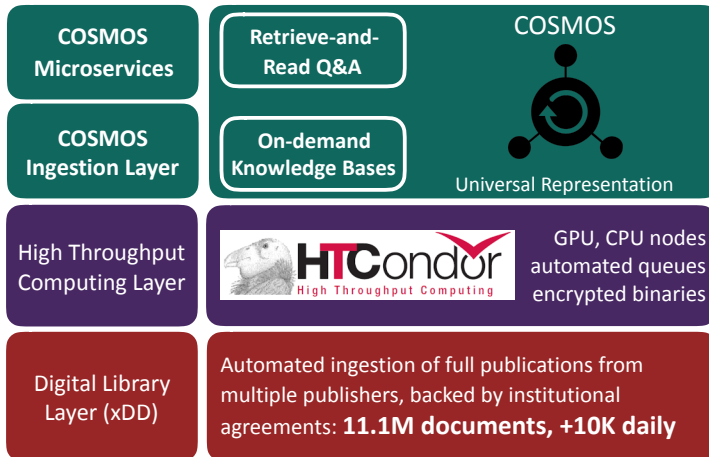 COSMOS
Microservices
Retrieve-and-
Read Q&A
COSMOS
COSMOS
Ingestion Layer
On-demand
Knowledge Bases
Universal Representation
High Throughput
Computing Layer
HTCondor
High Throughput Computing
GPU, CPU nodes
automated queues
encrypted binaries
Digital Library
Layer (xDD)
Automated ingestion of full publications from
multiple publishers, backed by institutional
agreements: 11.1M documents, +10K daily